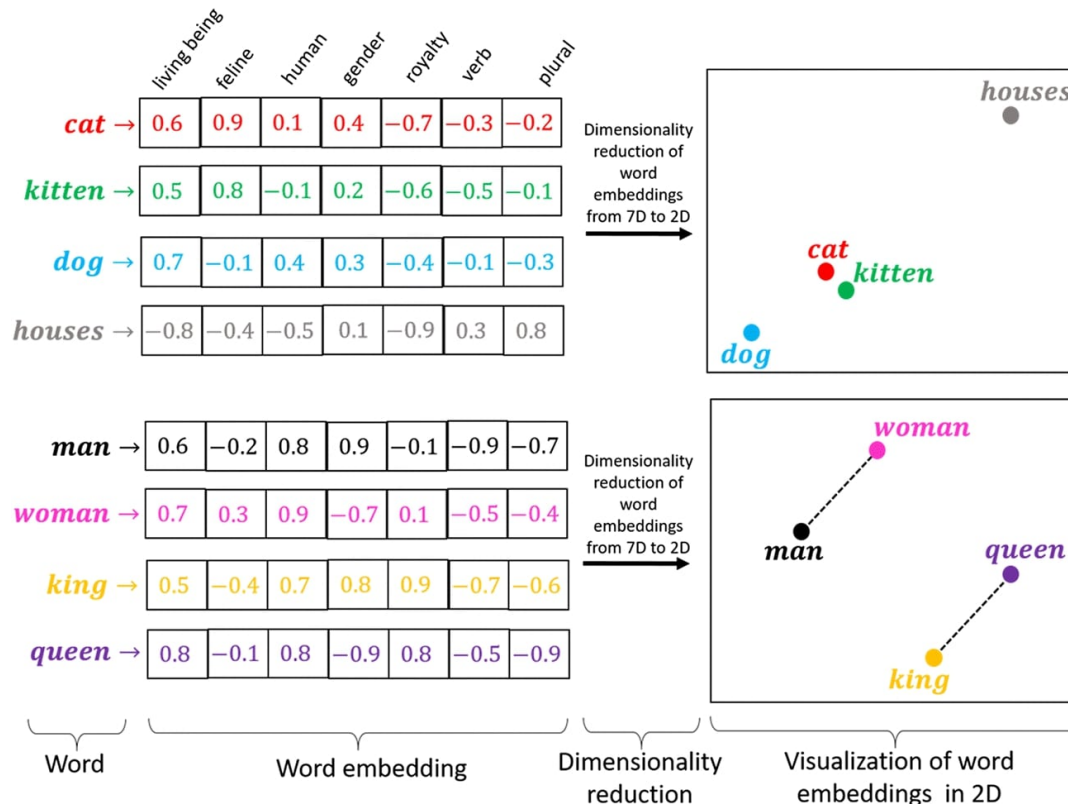 living being feline human gender royalty verb plural
cat → 0.6 0.9 0.1 0.4 −0.7 −0.3 −0.2
kitten → 0.5 0.8 −0.1 0.2 −0.6 −0.5 −0.1
dog → 0.7 −0.1 0.4 0.3 −0.4 −0.1 −0.3
houses → −0.8 −0.4 −0.5 0.1 −0.9 0.3 0.8
Dimensionality
reduction of
word
embeddings
from 7D to 2D
houses
cat
kitten
dog
man → 0.6 −0.2 0.8 0.9 −0.1 −0.9 −0.7
woman → 0.7 0.3 0.9 −0.7 0.1 −0.5 −0.4
king → 0.5 −0.4 0.7 0.8 0.9 −0.7 −0.6
queen → 0.8 −0.1 0.8 −0.9 0.8 −0.5 −0.9
Dimensionality
reduction of
word
embeddings
from 7D to 2D
woman
man
queen
king
Word
Word embedding
Dimensionality
reduction
Visualization of word
embeddings in 2D